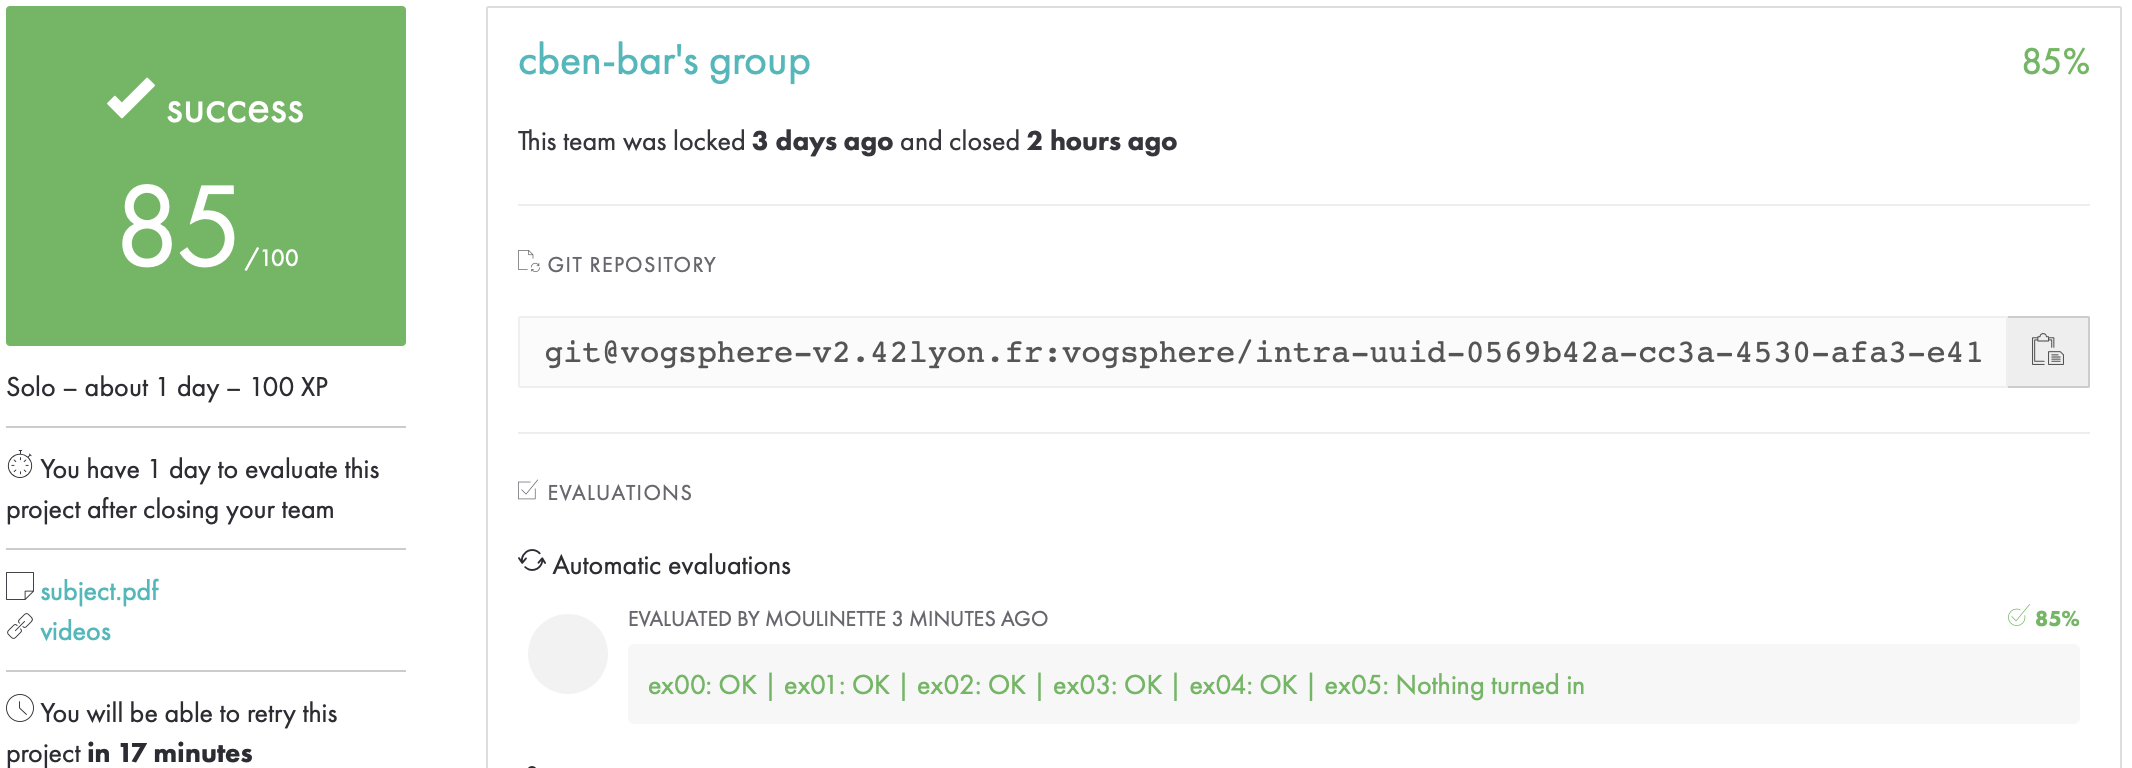 success
85 /100
Solo – about 1 day – 100 XP
You have 1 day to evaluate this
project after closing your team
subject.pdf
videos
You will be able to retry this
project in 17 minutes
cben-bar's group
85%
This team was locked 3 days ago and closed 2 hours ago
GIT REPOSITORY
git@vogsphere-v2.42lyon.fr:vogsphere/intra-uuid-0569b42a-cc3a-4530-afa3-e41
EVALUATIONS
Automatic evaluations
EVALUATED BY MOULINETTE 3 MINUTES AGO
85%
ex00: OK | ex01: OK | ex02: OK | ex03: OK | ex04: OK | ex05: Nothing turned in